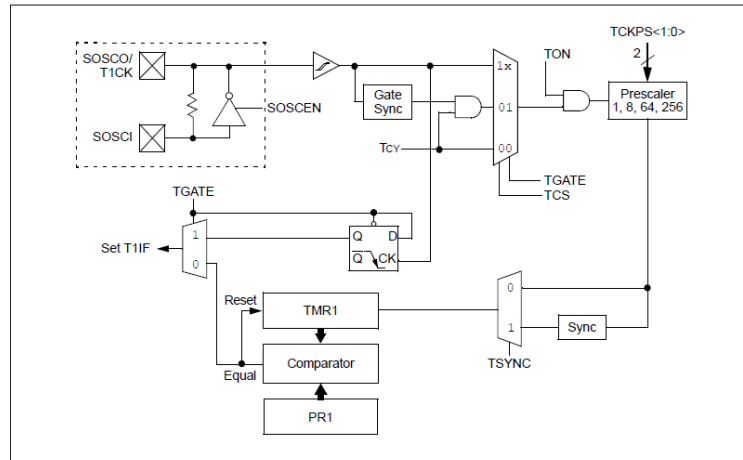 TCKPS<1:0>
2
SOSCO/
T1CK
SOSCI
SOSCEN
TON
1x
01
00
Gate
Sync
TCY
TGATE
TCS
Prescaler
1, 8, 64, 256
TGATE
1
0
Set T1IF
Q
D
Q
CK
Reset
TMR1
Equal
Comparator
PR1
0
1
Sync
TSYNC